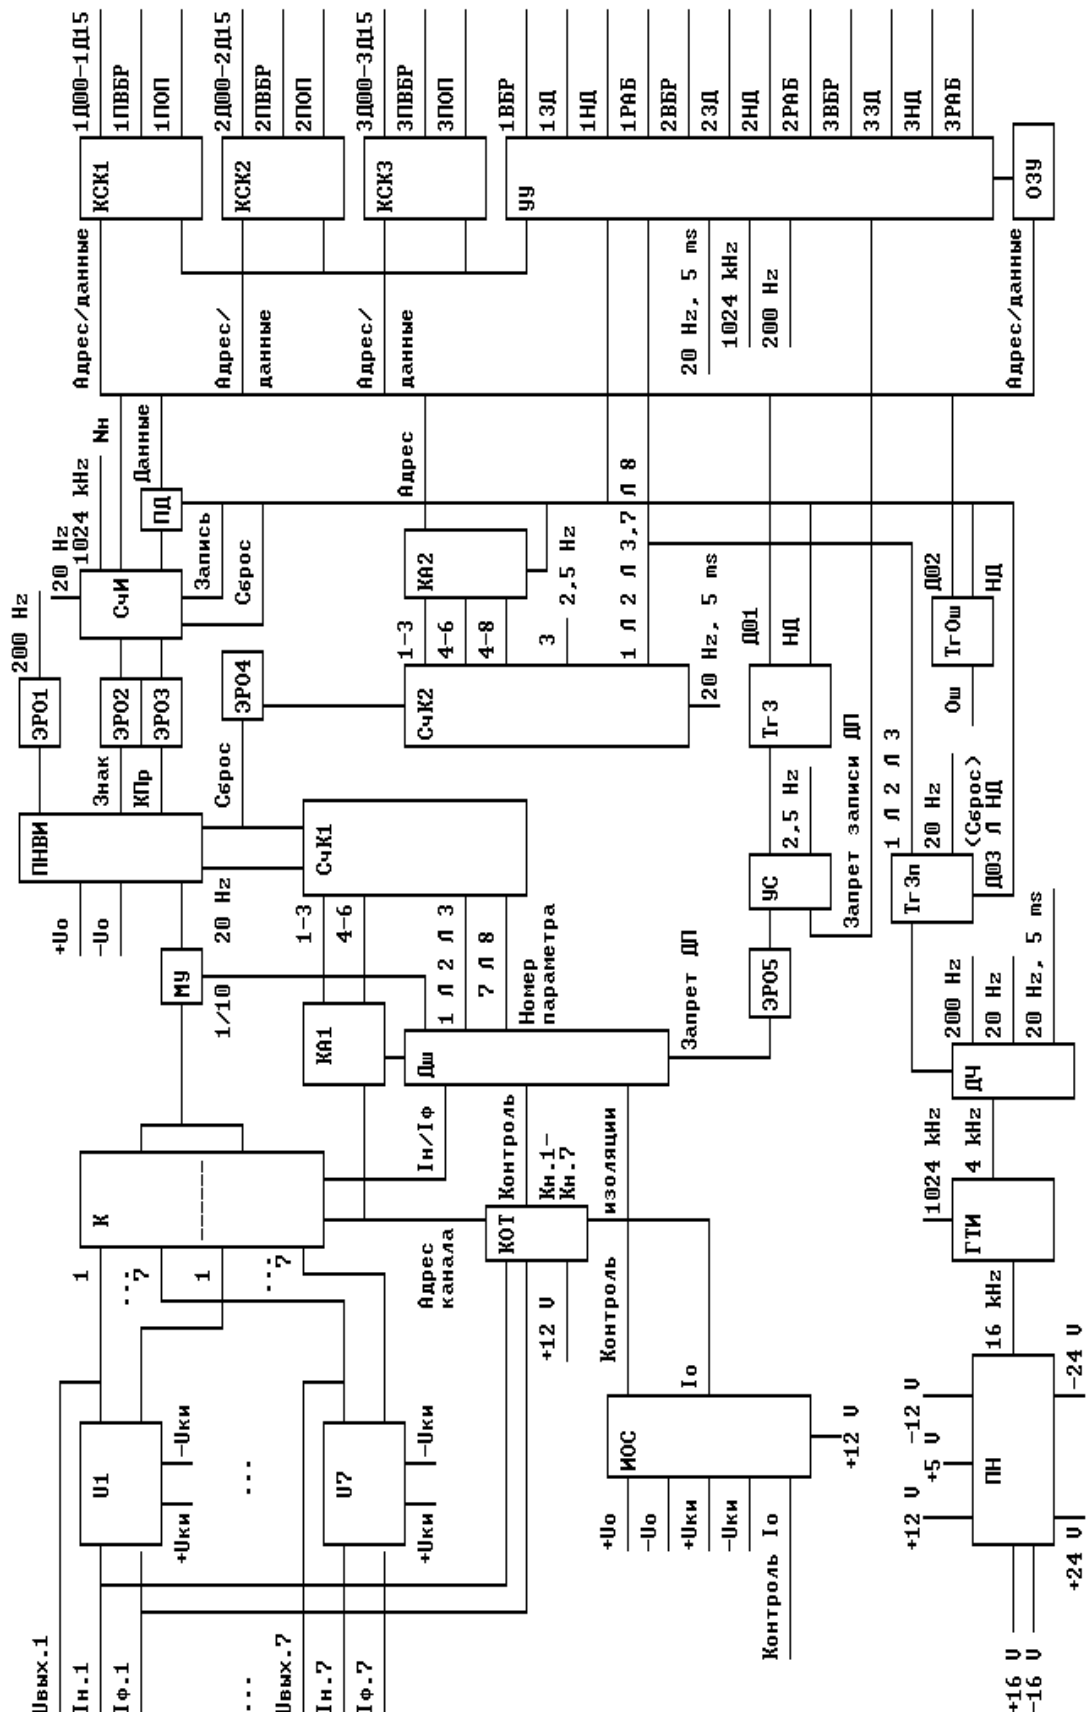 Uвых.1
Iн.1
Iф.1
...
Uвых.7
Iн.7
Iф.7
U1
+Uки
-Uки
...
U7
+Uки
-Uки
1
...
7
1
...
7
К
Адрес
канала
КОТ
+12 U
Контроль
Кн.1-
Кн.7
Iн/Iф
Контроль
изоляции
Iо
ИОС
+Uо
-Uо
+Uки
-Uки
Контроль Iо
+12 U
+16 U
-16 U
ПН
+12 U
+5 U
-12 U
+24 U
-24 U
16 kHz
ГТИ
1024 kHz
4 kHz
ДЧ
200 Hz
20 Hz
20 Hz, 5 ms
МУ
1/10
20 Hz
КА1
Дш
1-3
4-6
1 Л 2 Л 3
7 Л 8
Номер
параметра
Запрет ДП
ЭРО5
+Uо
-Uо
ПНВИ
Знак
КПр
Сброс
СчК1
УС
2,5 Hz
Запрет записи ДП
ТгЗп
1 Л 2 Л 3
20 Hz
(Сброс)
Д03 Л НД
ЭРО1
200 Hz
ЭРО2
ЭРО3
ЭРО4
СчИ
20 Hz
1024 kHz
Nн
ПД
Данные
Запись
Сброс
СчК2
1-3
4-6
4-8
3
2,5 Hz
1 Л 2 Л 3,7 Л 8
20 Hz, 5 ms
КА2
Адрес
ТгЗ
Д01
НД
ТгОш
Ош
Д02
НД
Адрес/данные
Адрес/
данные
Адрес/
данные
20 Hz, 5 ms
1024 kHz
200 Hz
Адрес/данные
КСК1
КСК2
КСК3
УУ
ОЗУ
1Д00-1Д15
1ПВБР
1ПОП
2Д00-2Д15
2ПВБР
2ПОП
3Д00-3Д15
3ПВБР
3ПОП
1ВБР
1ЗД
1НД
1РАБ
2ВБР
2ЗД
2НД
2РАБ
3ВБР
3ЗД
3НД
3РАБ